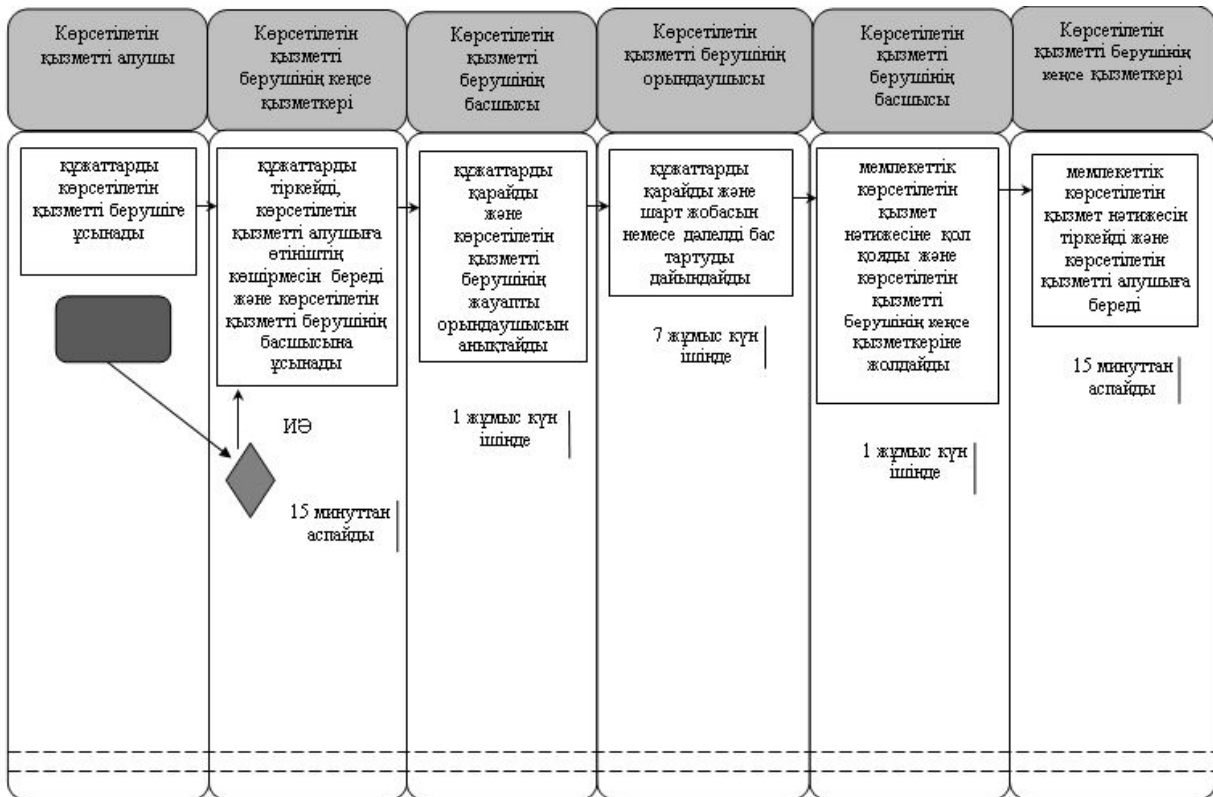 Көрсетілетін
қызметті алушы
Көрсетілетін
қызметті
берушінің кеңсе
қызметкері
Көрсетілетін
қызметті
берушінің
басшысы
Көрсетілетін
қызметті берушінің
орындаушысы
Көрсетілетін
қызметті
берушінің
басшысы
Көрсетілетін
қызметті берушінің
кеңсе қызметкері
құжаттарды
көрсетілетін
қызметті берушіге
ұсынады
құжаттарды
тіркейді,
көрсетілетін
қызметті алушыға
өтініштің
көшірмесін береді
және көрсетілетін
қызметті берушінің
басшысына
ұсынады
ИӘ
15 минуттан
аспайды
құжаттарды
қарайды
және
көрсетілетін
қызметті
берушінің
жауапты
орындаушысын
анықтайды
1 жұмыс күн
ішінде
құжаттарды
қарайды және
шарт жобасын
немесе дәлелді бас
тартуды
дайындайды
7 жұмыс күн
ішінде
мемлекеттік
көрсетілетін
қызмет
нәтижесіне қол
қояды және
көрсетілетін
қызметті
берушінің кеңсе
қызметкеріне
жолдайды
1 жұмыс күн
ішінде
мемлекеттік
көрсетілетін
қызмет нәтижесін
тіркейді және
көрсетілетін
қызметті алушыға
береді
15 минуттан
аспайды